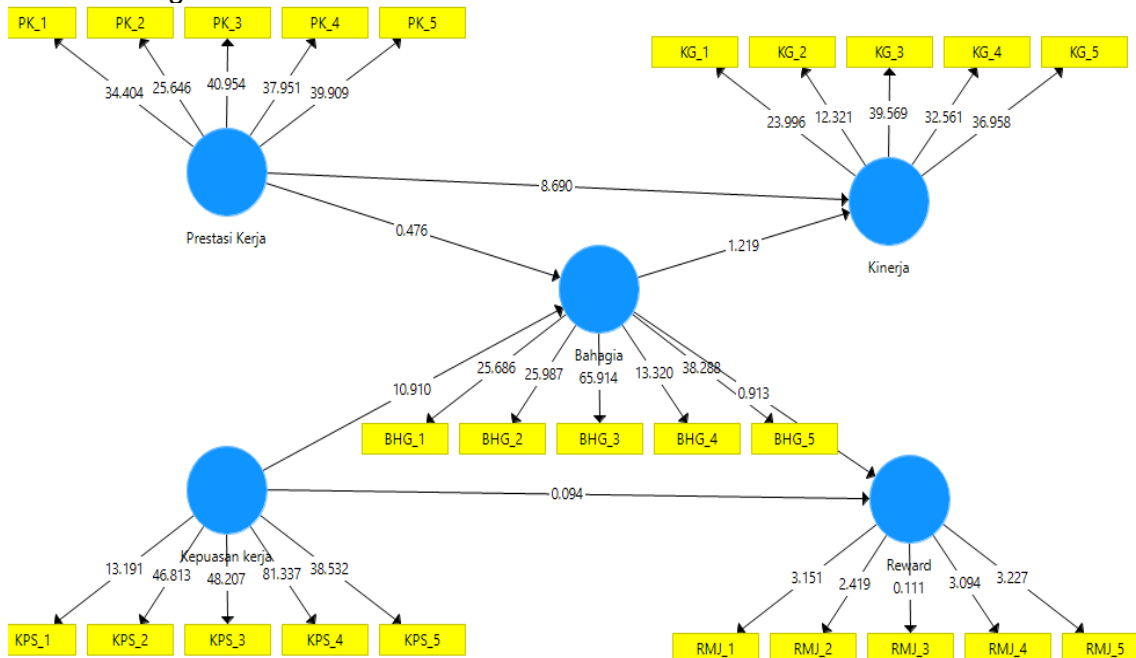 PK_1 PK_2 PK_3 PK_4 PK_5
KG_1 KG_2 KG_3 KG_4 KG_5
34.404 25.646 40.954 37.951 39.909
23.996 12.321 39.569 32.561 36.958
8.690
Prestasi Kerja
0.476
1.219
Kinerja
Bahagia
10.910
25.686 25.987 65.914 13.320 38.288
0.913
BHG_1 BHG_2 BHG_3 BHG_4 BHG_5
0.094
Kepuasan kerja
13.191 46.813 48.207 81.337 38.532
Reward
3.151 2.419 0.111 3.094 3.227
KPS_1 KPS_2 KPS_3 KPS_4 KPS_5
RMJ_1 RMJ_2 RMJ_3 RMJ_4 RMJ_5